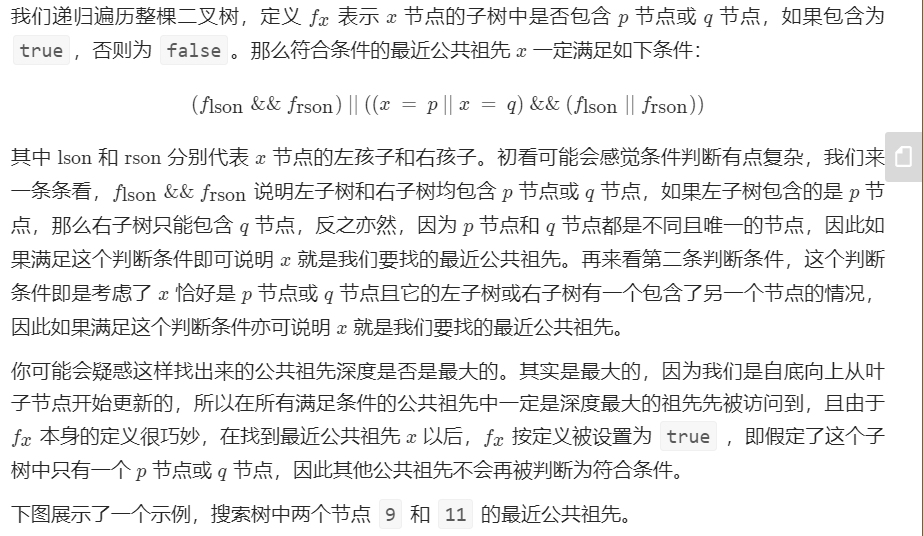 我们递归遍历整棵二叉树，定义 fx 表示 x 节点的子树中是否包含 p 节点或 q 节点，如果包含为
true ，否则为 false 。那么符合条件的最近公共祖先 x 一定满足如下条件：
(flson && frson) || ((x = p || x = q) && (flson || frson))
其中 lson 和 rson 分别代表 x 节点的左孩子和右孩子。初看可能会感觉条件判断有点复杂，我们来
一条条看，flson && frson 说明左子树和右子树均包含 p 节点或 q 节点，如果左子树包含的是 p 节
点，那么右子树只能包含 q 节点，反之亦然，因为 p 节点和 q 节点都是不同且唯一的节点，因此如
果满足这个判断条件即可说明 x 就是我们要找的最近公共祖先。再来看第二条判断条件，这个判断
条件即是考虑了 x 恰好是 p 节点或 q 节点且它的左子树或右子树有一个包含了另一个节点的情况，
因此如果满足这个判断条件亦可说明 x 就是我们要找的最近公共祖先。
你可能会疑惑这样找出来的公共祖先深度是否是最大的。其实是最大的，因为我们是自底向上从叶
子节点开始更新的，所以在所有满足条件的公共祖先中一定是深度最大的祖先先被访问到，且由于
fx 本身的定义很巧妙，在找到最近公共祖先 x 以后，fx 按定义被设置为 true ，即假定了这个子
树中只有一个 p 节点或 q 节点，因此其他公共祖先不会再被判断为符合条件。
下图展示了一个示例，搜索树中两个节点 9 和 11 的最近公共祖先。